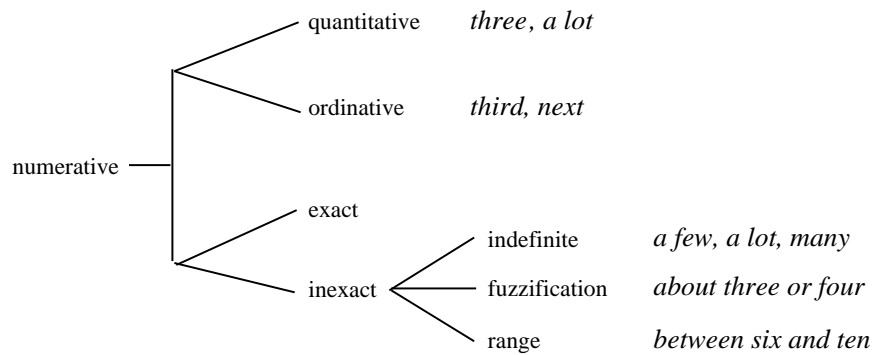 quantitative three, a lot
ordinative third, next
numerative
exact
indefinite a few, a lot, many
inexact fuzzification about three or four
range between six and ten